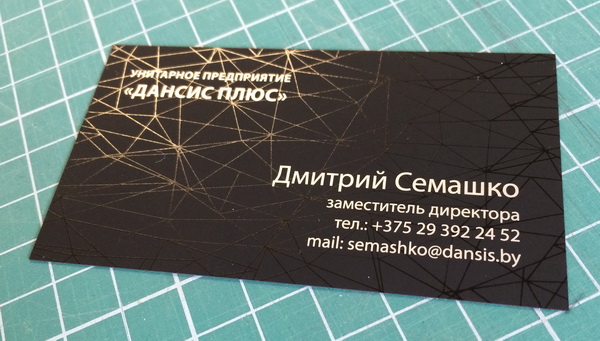 УНИТАРНОЕ ПРЕДПРИЯТИЕ
«ДАНСИС ПЛЮС»
Дмитрий Семашко
заместитель директора
тел.: +375 29 392 24 52
mail: semashko@dansis.by